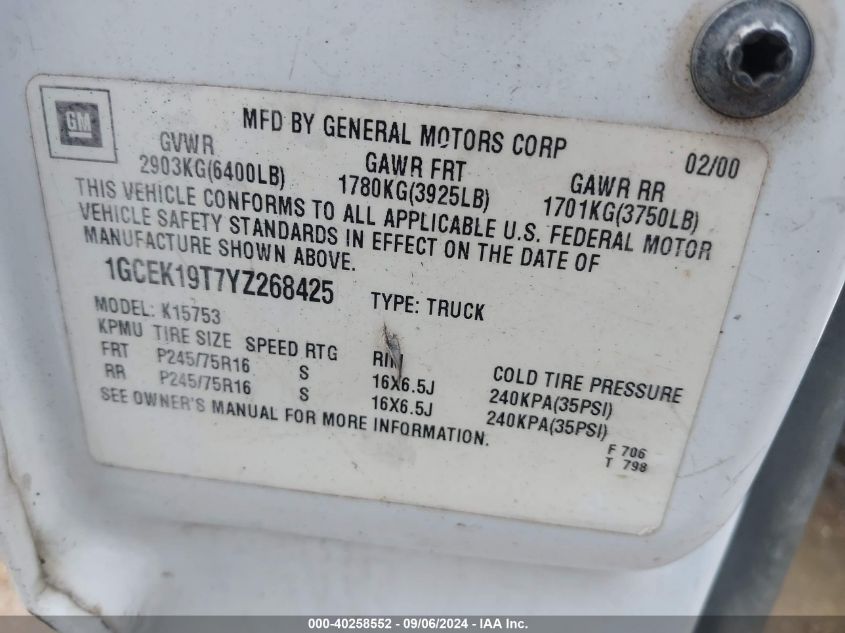 GM
MFD BY GENERAL MOTORS CORP 02/00
GVWR GAWR FRT GAWR RR
2903KG(6400LB) 1780KG(3925LB) 1701KG(3750LB)
THIS VEHICLE CONFORMS TO ALL APPLICABLE U.S. FEDERAL MOTOR
VEHICLE SAFETY STANDARDS IN EFFECT ON THE DATE OF
MANUFACTURE SHOWN ABOVE.
1GCEK19T7YZ268425 TYPE: TRUCK
MODEL: K15753
KPMU TIRE SIZE SPEED RTG RIM COLD TIRE PRESSURE
FRT P245/75R16 S 16X6.5J 240KPA(35PSI)
RR P245/75R16 S 16X6.5J 240KPA(35PSI)
SEE OWNER'S MANUAL FOR MORE INFORMATION.
F 706
T 798
000-40258552 - 09/06/2024 - IAA Inc.